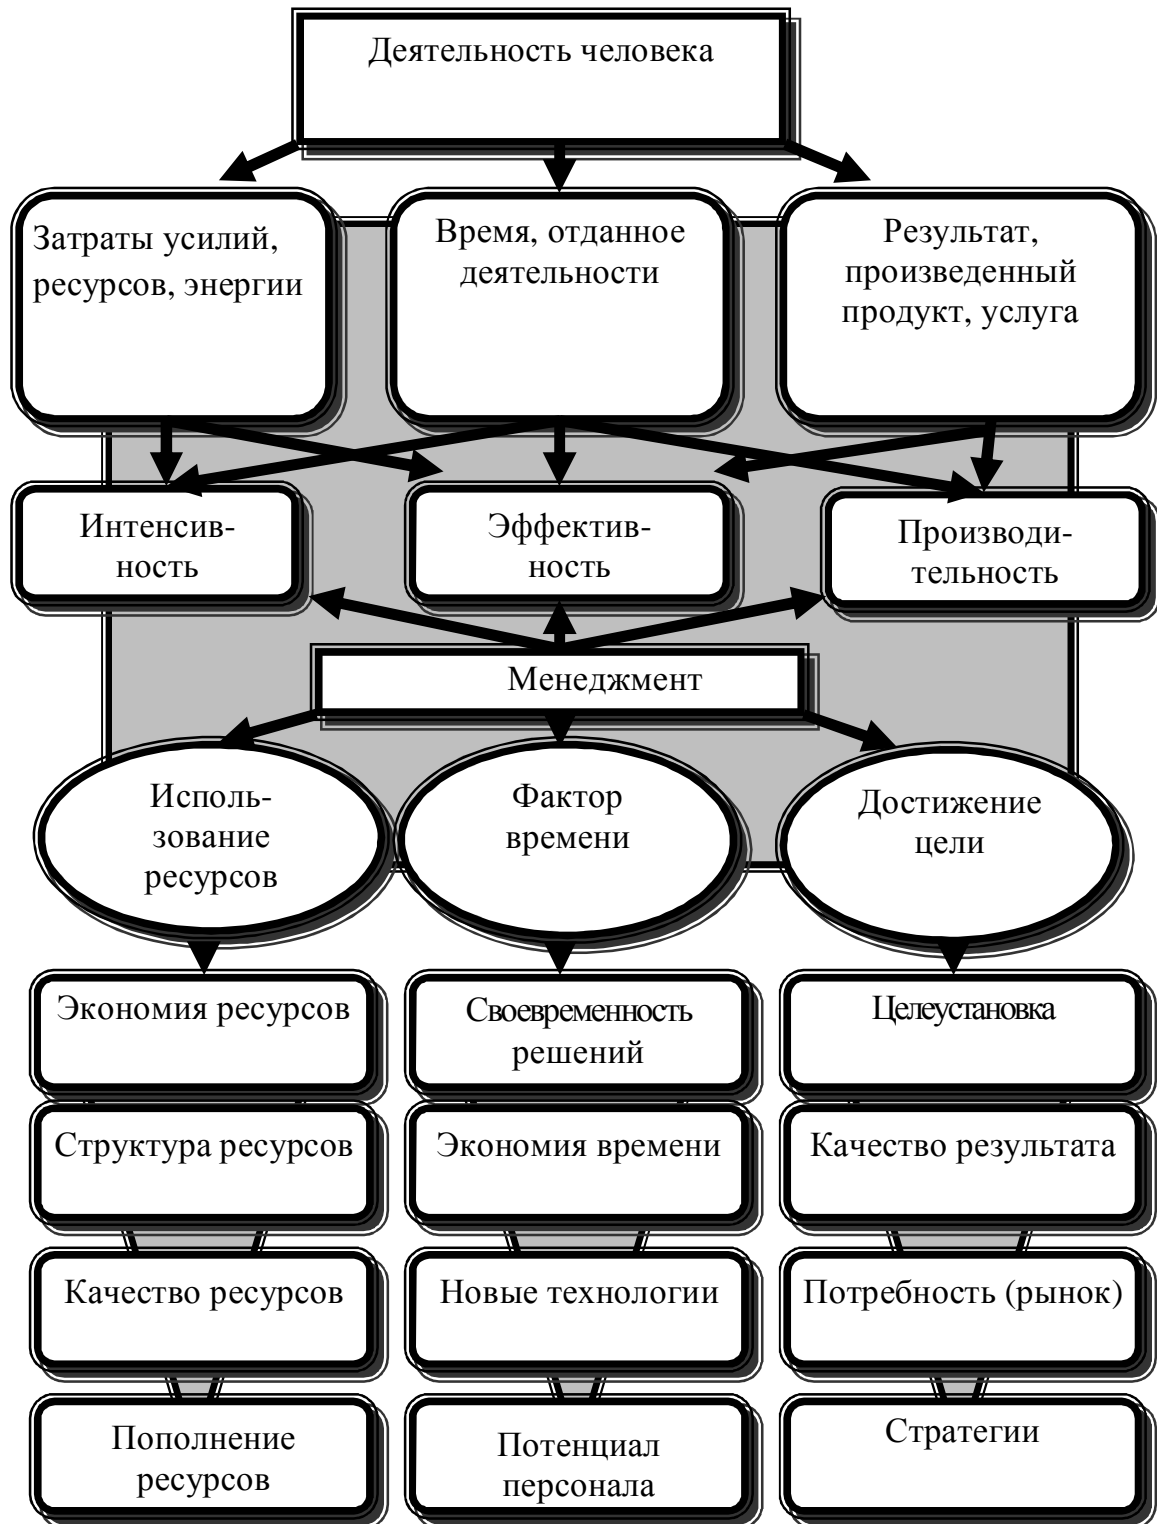 Деятельность человека
Затраты усилий,
ресурсов, энергии
Время, отданное
деятельности
Результат,
произведенный
продукт, услуга
Интенсив-
ность
Эффектив-
ность
Производи-
тельность
Менеджмент
Исполь-
зование
ресурсов
Фактор
времени
Достижение
цели
Экономия ресурсов
Своевременность
решений
Целеустановка
Структура ресурсов
Экономия времени
Качество результата
Качество ресурсов
Новые технологии
Потребность (рынок)
Пополнение
ресурсов
Потенциал
персонала
Стратегии